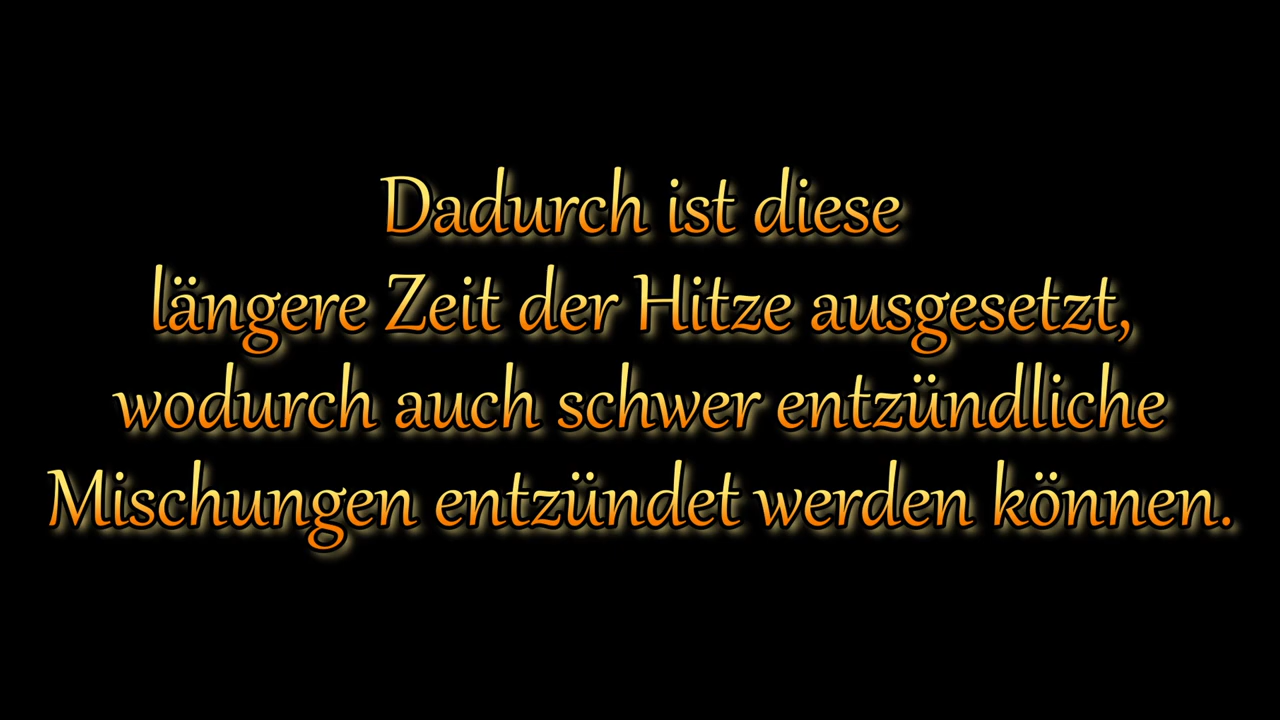 Dadurch ist diese
längere Zeit der Hitze ausgesetzt,
wodurch auch schwer entzündliche
Mischungen entzündet werden können.